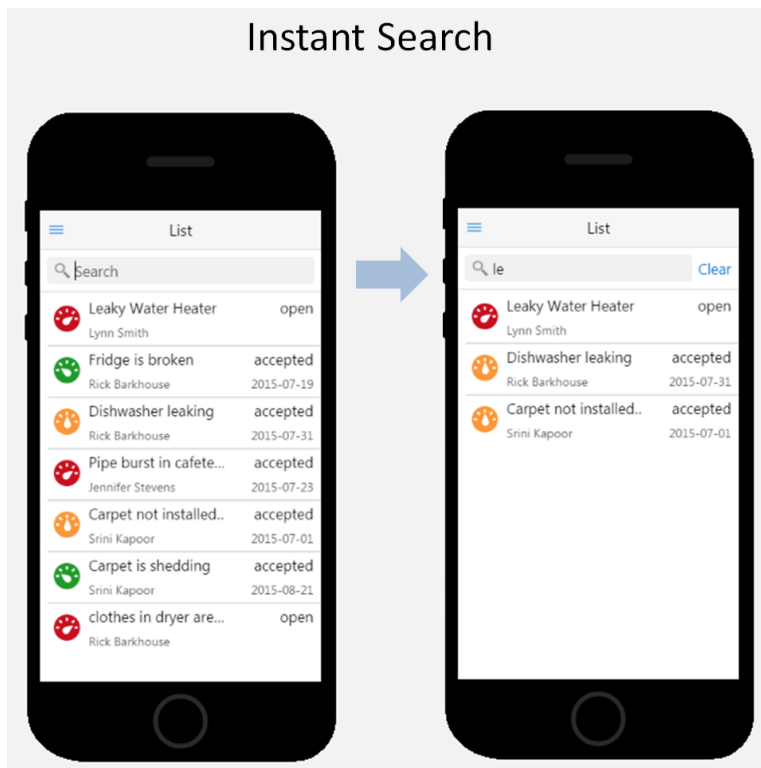 Instant Search
List
Search
Leaky Water Heater open
Lynn Smith
Fridge is broken accepted
Rick Barkhouse 2015-07-19
Dishwasher leaking accepted
Rick Barkhouse 2015-07-31
Pipe burst in cafete... accepted
Jennifer Stevens 2015-07-23
Carpet not installed.. accepted
Srini Kapoor 2015-07-01
Carpet is shedding accepted
Srini Kapoor 2015-08-21
clothes in dryer are... open
Rick Barkhouse
List
le Clear
Leaky Water Heater open
Lynn Smith
Dishwasher leaking accepted
Rick Barkhouse 2015-07-31
Carpet not installed.. accepted
Srini Kapoor 2015-07-01